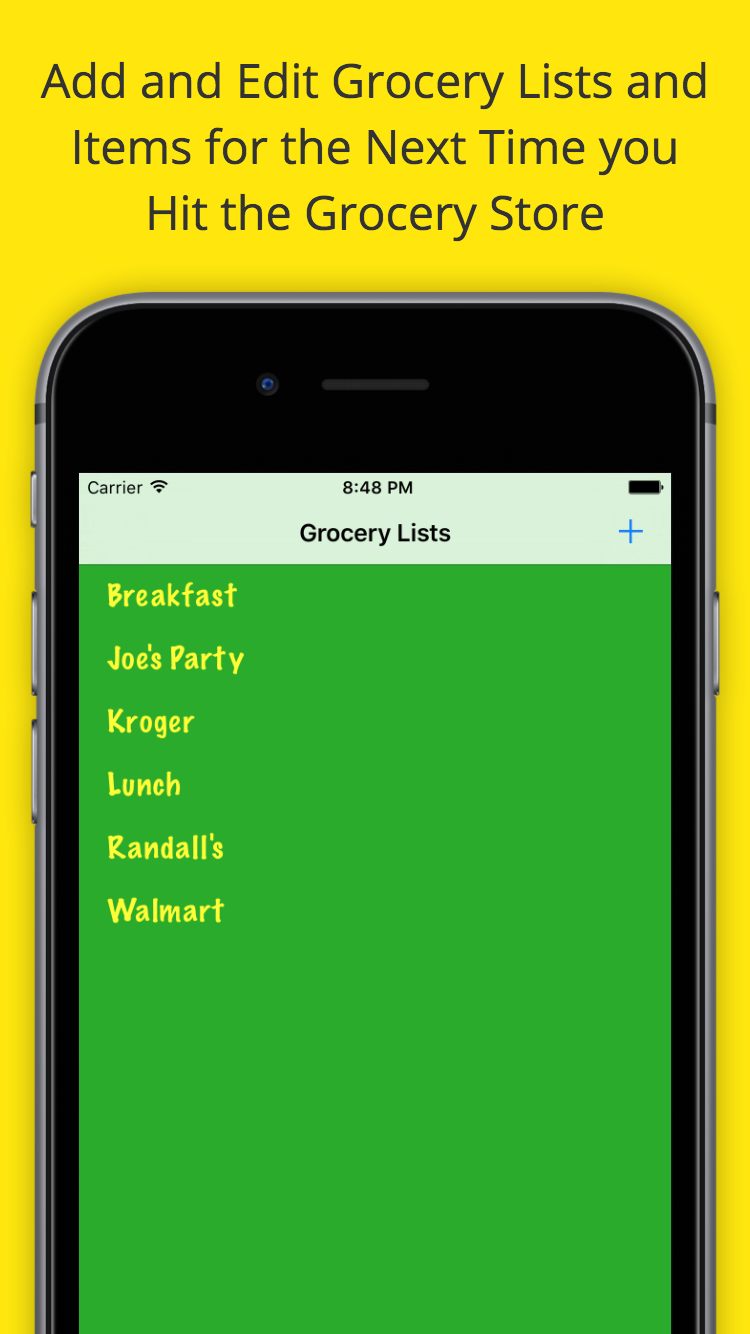 Add and Edit Grocery Lists and
Items for the Next Time you
Hit the Grocery Store
Carrier 8:48 PM
Grocery Lists +
Breakfast
Joe's Party
Kroger
Lunch
Randall's
Walmart